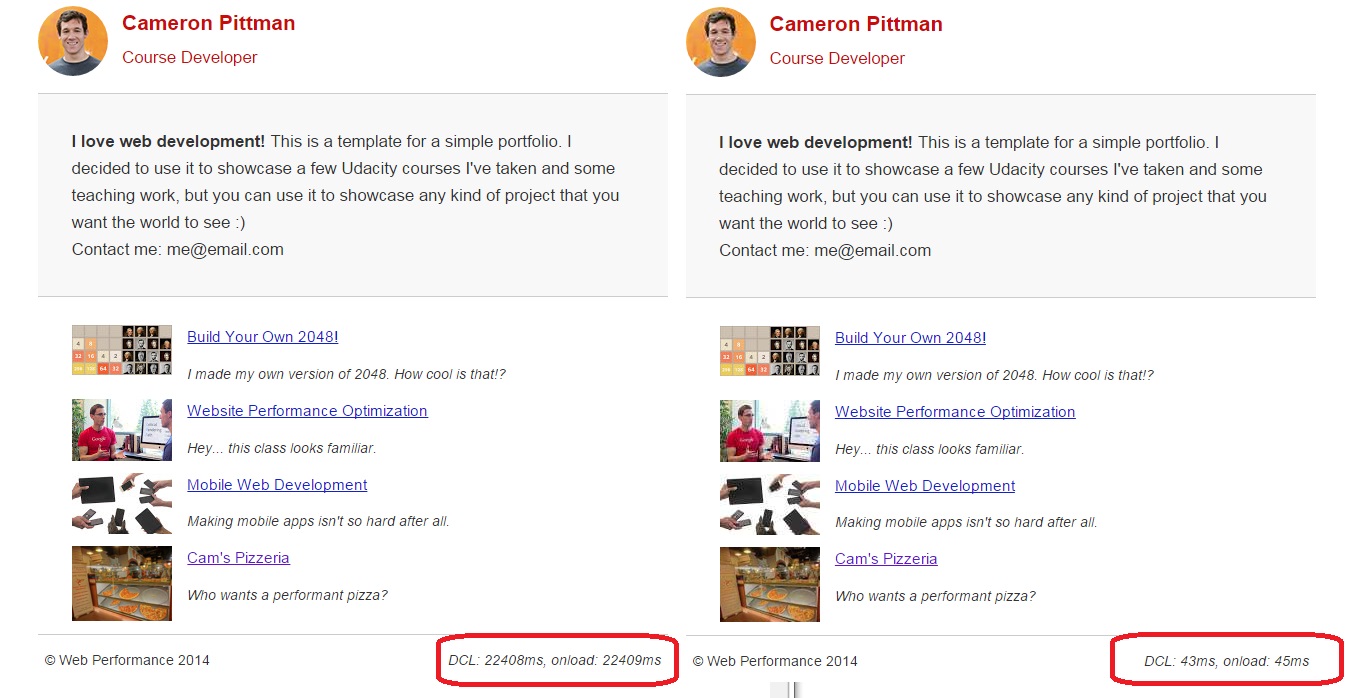 Cameron Pittman
Course Developer
I love web development! This is a template for a simple portfolio. I
decided to use it to showcase a few Udacity courses I've taken and some
teaching work, but you can use it to showcase any kind of project that you
want the world to see :)
Contact me: me@email.com
Build Your Own 2048!
I made my own version of 2048. How cool is that!?
Website Performance Optimization
Hey... this class looks familiar.
Mobile Web Development
Making mobile apps isn't so hard after all.
Cam's Pizzeria
Who wants a performant pizza?
© Web Performance 2014
DCL: 22408ms, onload: 22409ms
Cameron Pittman
Course Developer
I love web development! This is a template for a simple portfolio. I
decided to use it to showcase a few Udacity courses I've taken and some
teaching work, but you can use it to showcase any kind of project that you
want the world to see :)
Contact me: me@email.com
Build Your Own 2048!
I made my own version of 2048. How cool is that!?
Website Performance Optimization
Hey... this class looks familiar.
Mobile Web Development
Making mobile apps isn't so hard after all.
Cam's Pizzeria
Who wants a performant pizza?
© Web Performance 2014
DCL: 43ms, onload: 45ms